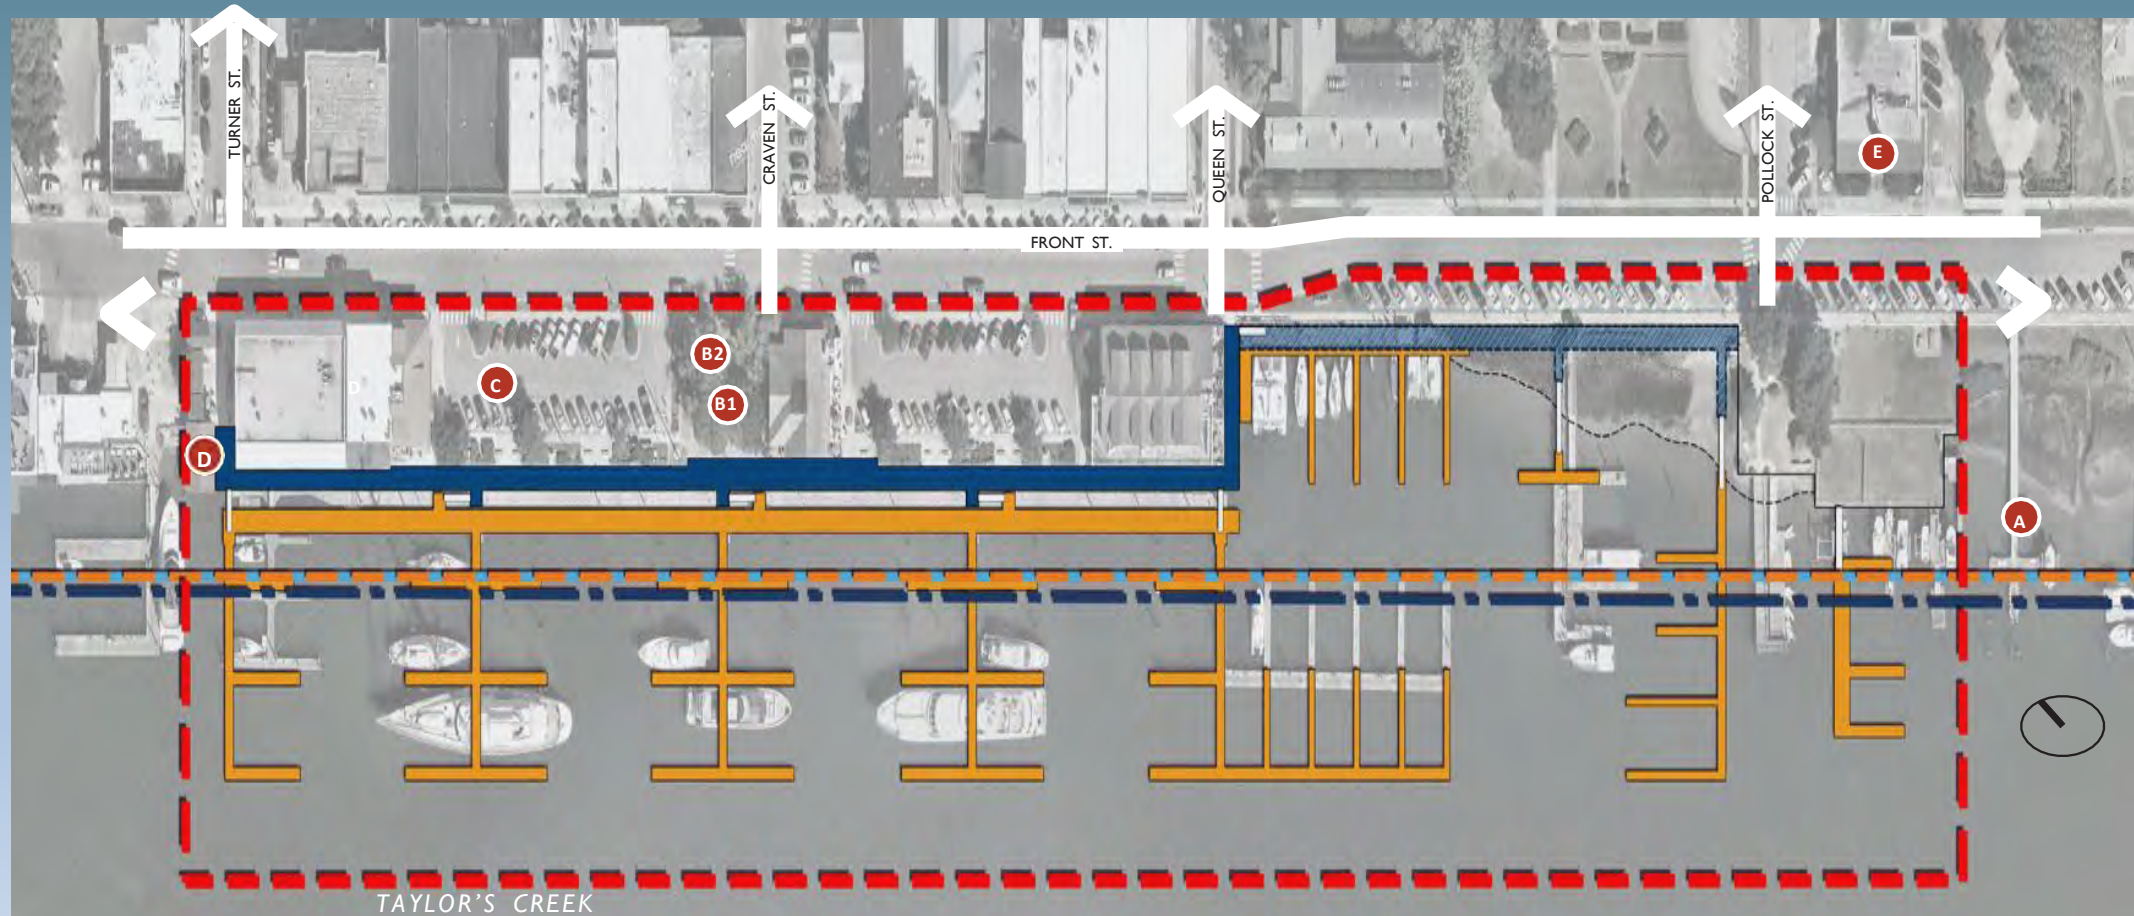 TURNER ST.
CRAVEN ST.
QUEEN ST.
POLLOCK ST.
E
FRONT ST.
B2
C
D
B1
D
A
TAYLOR'S CREEK